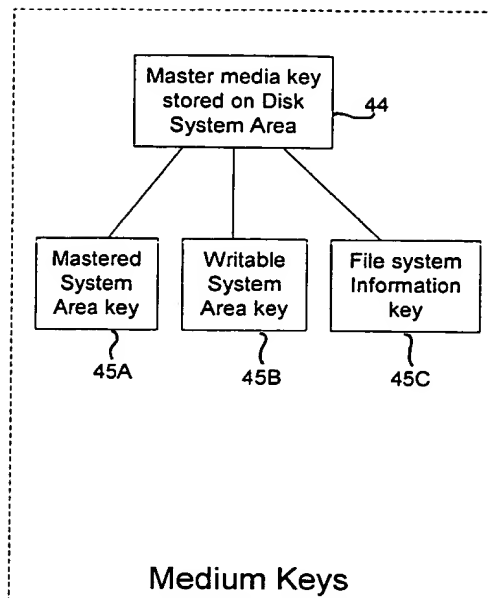 Master media key
stored on Disk
System Area
44
Mastered
System
Area key
Writable
System
Area key
File system
Information
key
45A
45B
45C
Medium Keys